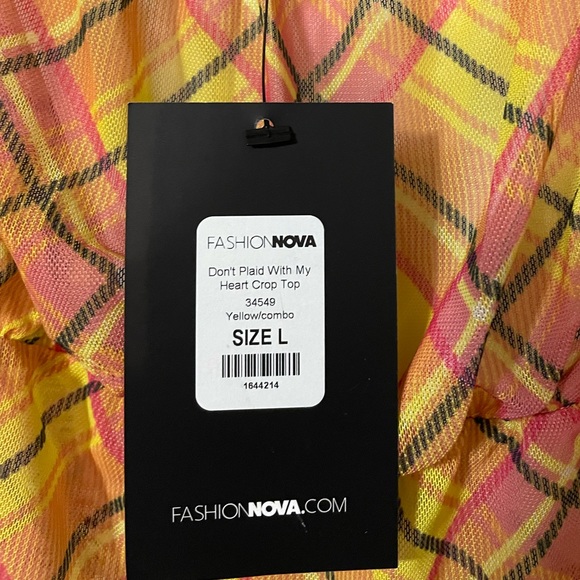 FASHIONNOVA
Don't Plaid With My
Heart Crop Top
34549
Yellow/combo
SIZE L
1644214
FASHIONNOVA.COM